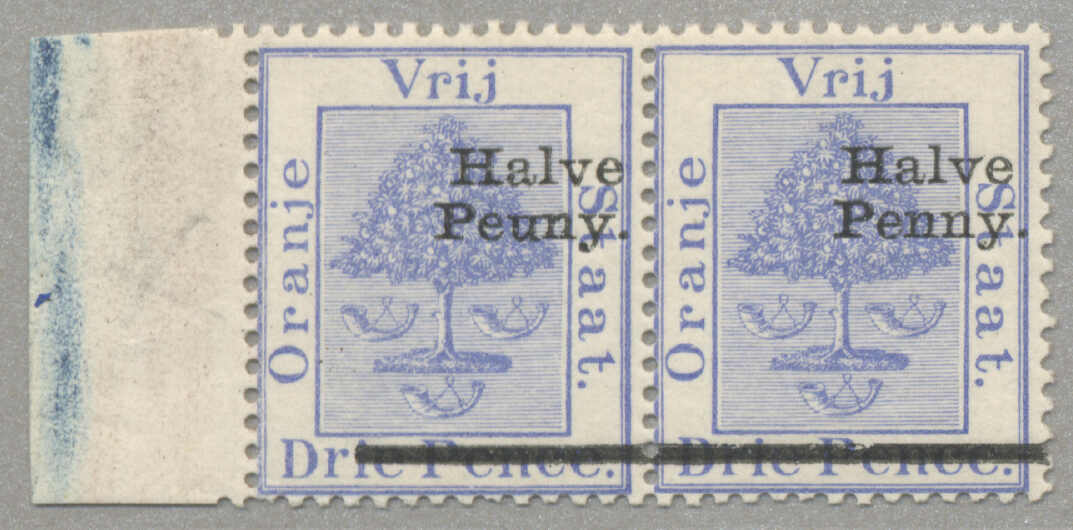 Vrij
Oranje
Staat.
Halve
Peuny.
Drie Pence.
Vrij
Oranje
Staat.
Halve
Penny.
Drie Pence.